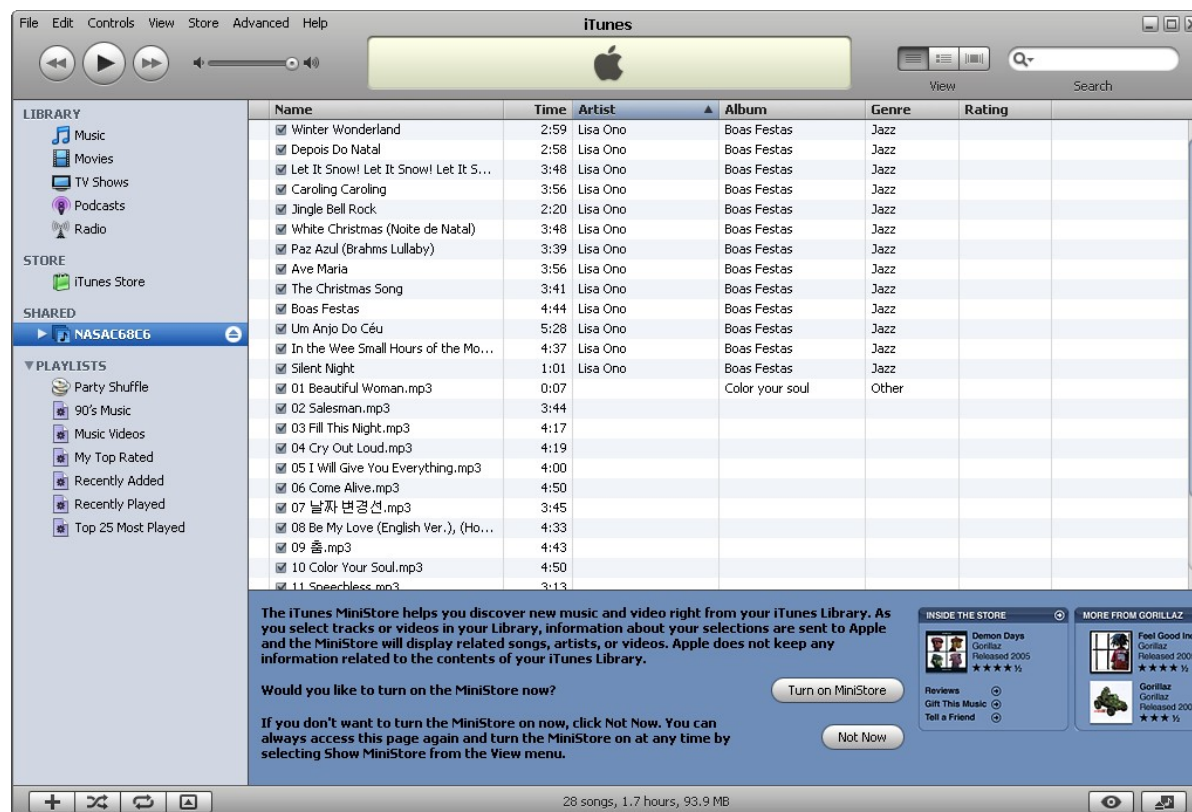 File Edit Controls View Store Advanced Help
iTunes
View
Search
LIBRARY
Music
Movies
TV Shows
Podcasts
Radio
STORE
iTunes Store
SHARED
NASAC68C6
PLAYLISTS
Party Shuffle
90's Music
Music Videos
My Top Rated
Recently Added
Recently Played
Top 25 Most Played
Name Time Artist Album Genre Rating
Winter Wonderland 2:59 Lisa Ono Boas Festas Jazz
Depois Do Natal 2:58 Lisa Ono Boas Festas Jazz
Let It Snow! Let It Snow! Let It S... 3:48 Lisa Ono Boas Festas Jazz
Caroling Caroling 3:56 Lisa Ono Boas Festas Jazz
Jingle Bell Rock 2:20 Lisa Ono Boas Festas Jazz
White Christmas (Noite de Natal) 3:48 Lisa Ono Boas Festas Jazz
Paz Azul (Brahms Lullaby) 3:39 Lisa Ono Boas Festas Jazz
Ave Maria 3:56 Lisa Ono Boas Festas Jazz
The Christmas Song 3:41 Lisa Ono Boas Festas Jazz
Boas Festas 4:44 Lisa Ono Boas Festas Jazz
Um Anjo Do Céu 5:28 Lisa Ono Boas Festas Jazz
In the Wee Small Hours of the Mo... 4:37 Lisa Ono Boas Festas Jazz
Silent Night 1:01 Lisa Ono Boas Festas Jazz
01 Beautiful Woman.mp3 0:07 Color your soul Other
02 Salesman.mp3 3:44
03 Fill This Night.mp3 4:17
04 Cry Out Loud.mp3 4:19
05 I Will Give You Everything.mp3 4:00
06 Come Alive.mp3 4:50
07 날짜 변경선.mp3 3:45
08 Be My Love (English Ver.), (Ho... 4:33
09 춤.mp3 4:43
10 Color Your Soul.mp3 4:50
11 Speechless.mp3 3:13
The iTunes MiniStore helps you discover new music and video right from your iTunes Library. As
you select tracks or videos in your Library, information about your selections are sent to Apple
and the MiniStore will display related songs, artists, or videos. Apple does not keep any
information related to the contents of your iTunes Library.
Would you like to turn on the MiniStore now?
Turn on MiniStore
If you don't want to turn the MiniStore on now, click Not Now. You can
always access this page again and turn the MiniStore on at any time by
selecting Show MiniStore from the View menu.
Not Now
INSIDE THE STORE
Demon Days
Gorillaz
Released 2005
Reviews
Gift This Music
Tell a Friend
MORE FROM GORILLAZ
Feel Good Inc
Gorillaz
Released 200
Gorillaz
Gorillaz
Released 200
28 songs, 1.7 hours, 93.9 MB